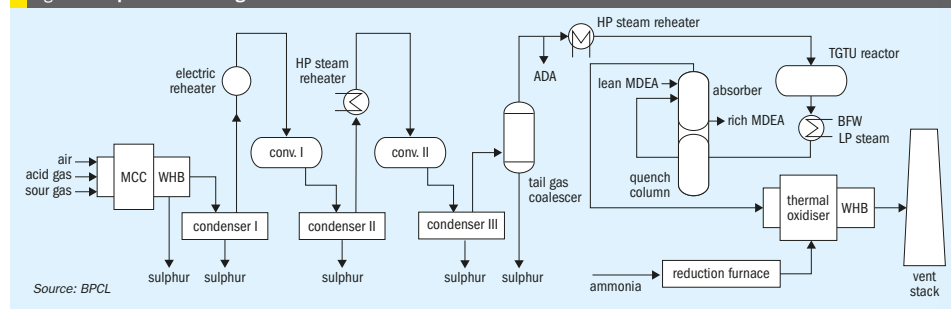 HP steam reheater
TGTU reactor
electric
reheater
HP steam
reheater
ADA
lean MDEA
absorber
rich MDEA
BFW
LP steam
air
acid gas
sour gas
MCC
WHB
conv. I
conv. II
tail gas
coalescer
quench
column
condenser I
condenser II
condenser III
thermal
oxidiser
WHB
sulphur
sulphur
sulphur
sulphur
sulphur
ammonia
reduction furnace
vent
stack
Source: BPCL